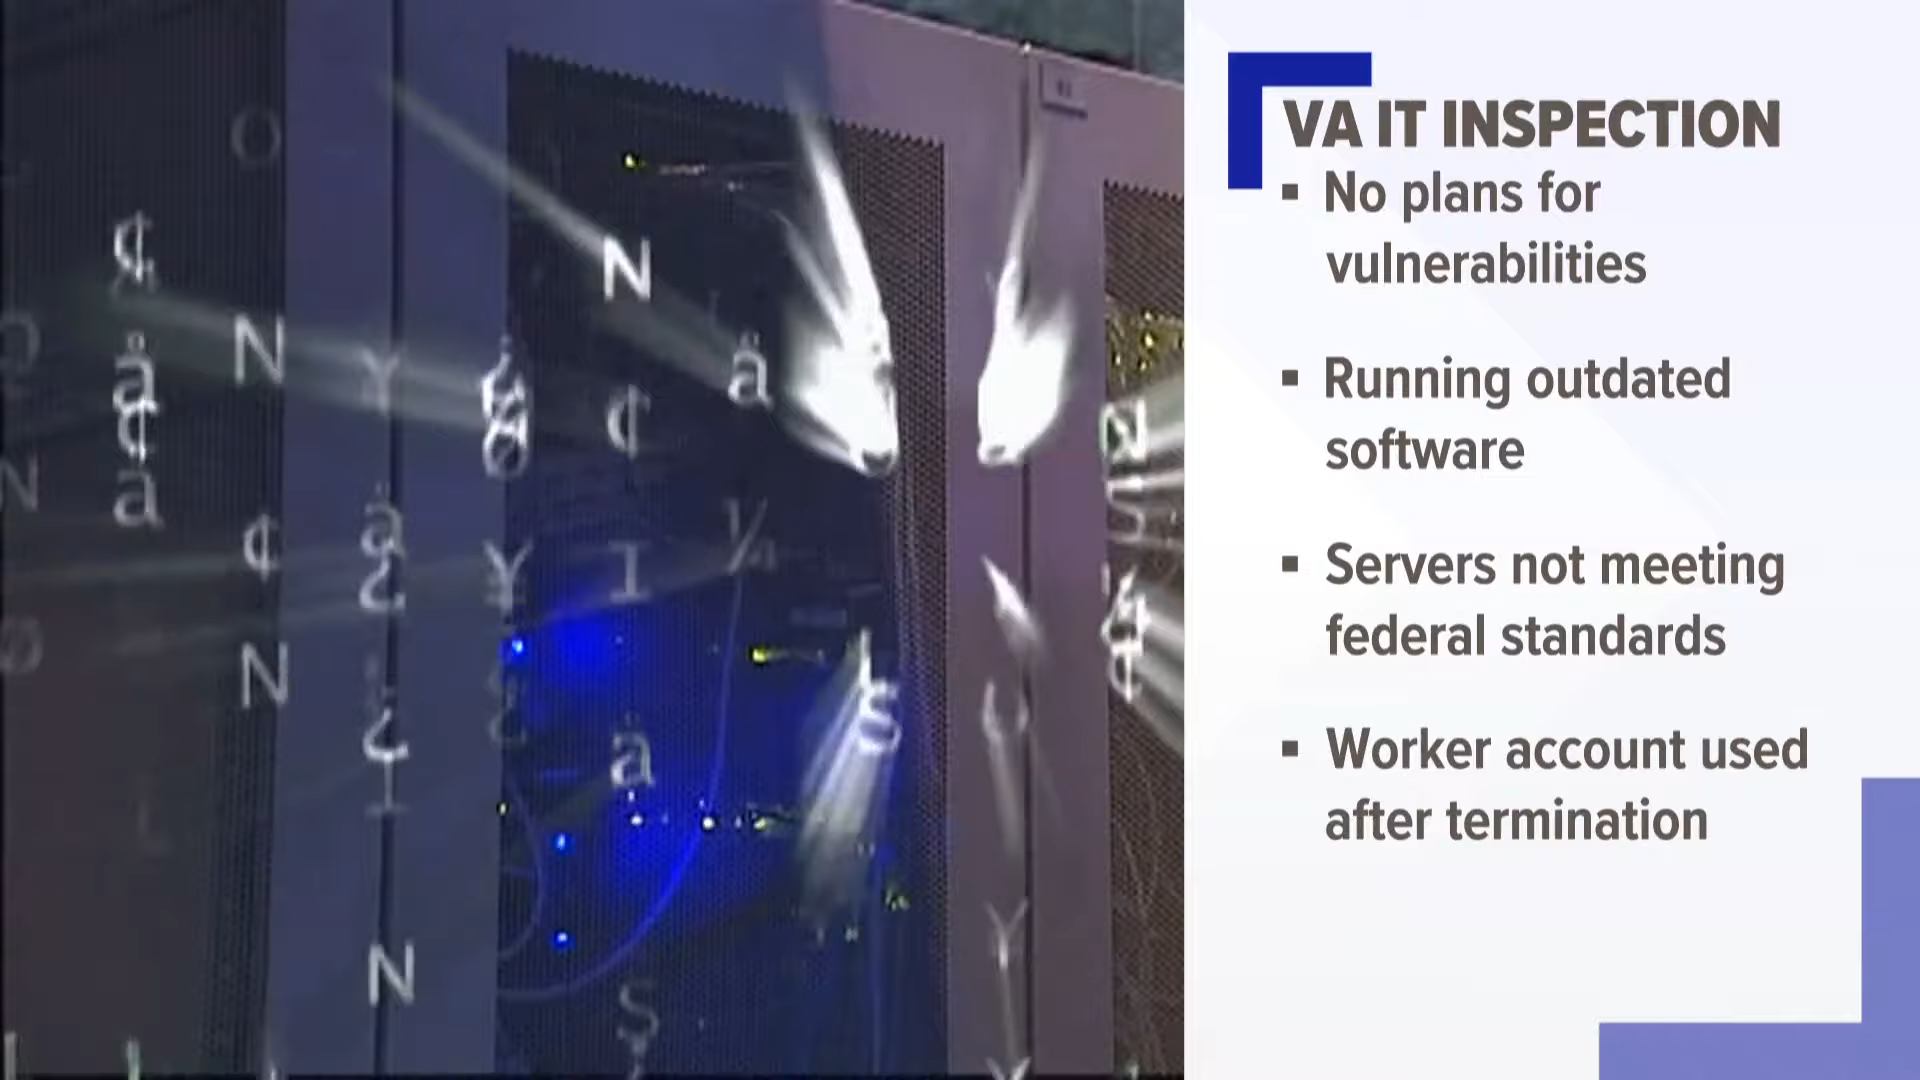 VA IT INSPECTION
▪ No plans for
vulnerabilities
▪ Running outdated
software
▪ Servers not meeting
federal standards
▪ Worker account used
after termination